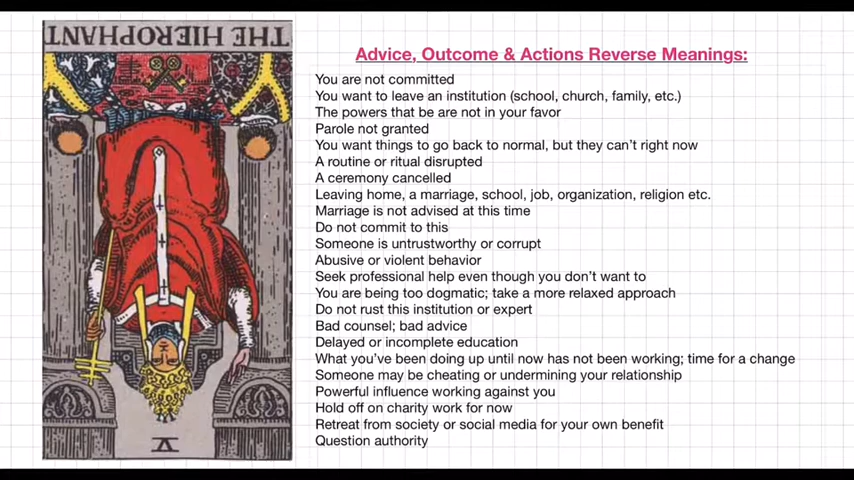 THE HIEROPHANT
V
Advice, Outcome & Actions Reverse Meanings:
You are not committed
You want to leave an institution (school, church, family, etc.)
The powers that be are not in your favor
Parole not granted
You want things to go back to normal, but they can't right now
A routine or ritual disrupted
A ceremony cancelled
Leaving home, a marriage, school, job, organization, religion etc.
Marriage is not advised at this time
Do not commit to this
Someone is untrustworthy or corrupt
Abusive or violent behavior
Seek professional help even though you don't want to
You are being too dogmatic; take a more relaxed approach
Do not rust this institution or expert
Bad counsel; bad advice
Delayed or incomplete education
What you've been doing up until now has not been working; time for a change
Someone may be cheating or undermining your relationship
Powerful influence working against you
Hold off on charity work for now
Retreat from society or social media for your own benefit
Question authority